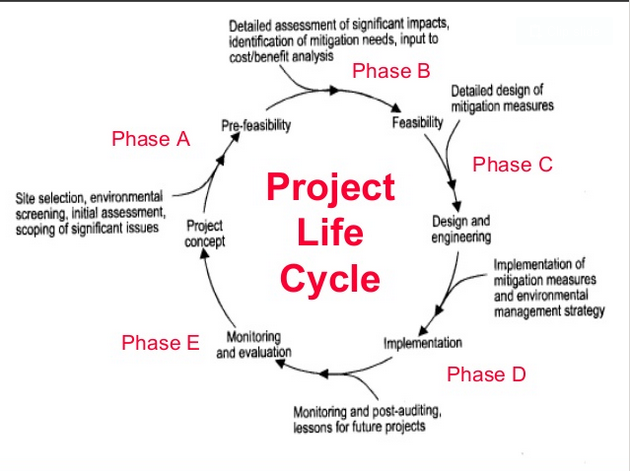 Detailed assessment of significant impacts,
identification of mitigation needs, input to
cost/benefit analysis
Phase B
Detailed design of
mitigation measures
Pre-feasibility
Feasibility
Phase A
Phase C
Project
Life
Cycle
Site selection, environmental
screening, initial assessment,
scoping of significant issues
Project
concept
Design and
engineering
Implementation of
mitigation measures
and environmental
management strategy
Phase E
Monitoring
and evaluation
Implementation
Phase D
Monitoring and post-auditing,
lessons for future projects